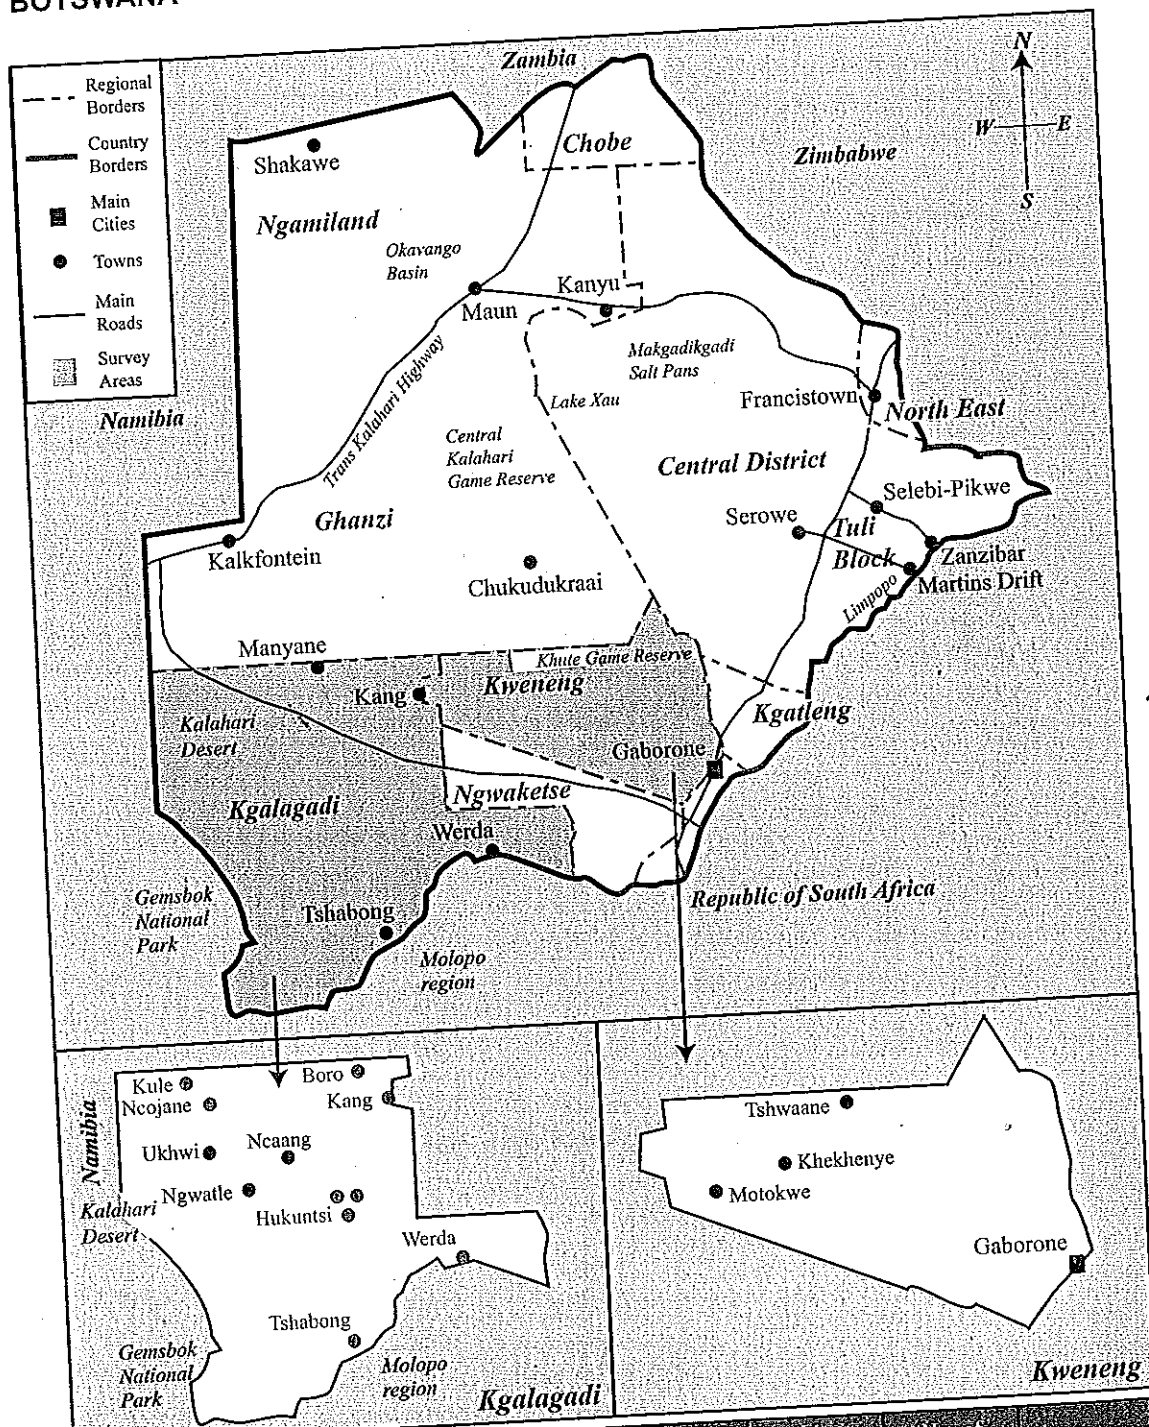 BOTSWANA
Regional
Borders
Country
Borders
Main
Cities
Towns
Main
Roads
Survey
Areas
N
W
E
S
Zambia
Zimbabwe
Namibia
Republic of South Africa
Chobe
Shakawe
Ngamiland
Okavango
Basin
Maun
Kanyu
Makgadikgadi
Salt Pans
Lake Xau
Francistown
North East
Trans Kalahari Highway
Central
Kalahari
Game Reserve
Central District
Ghanzi
Selebi-Pikwe
Serowe
Tuli
Block
Zanzibar
Martins Drift
Limpopo
Kalkfontein
Chukudukraai
Manyane
Khute Game Reserve
Kang
Kweneng
Kgatleng
Kalahari
Desert
Gaborone
Ngwaketse
Kgalagadi
Werda
Gemsbok
National
Park
Tshabong
Molopo
region
Kule
Boro
Ncojane
Kang
Namibia
Ukhwi
Ncaang
Ngwatle
Kalahari
Desert
Hukuntsi
Werda
Tshabong
Gemsbok
National
Park
Molopo
region
Kgalagadi
Tshwaane
Khekhenye
Motokwe
Gaborone
Kweneng